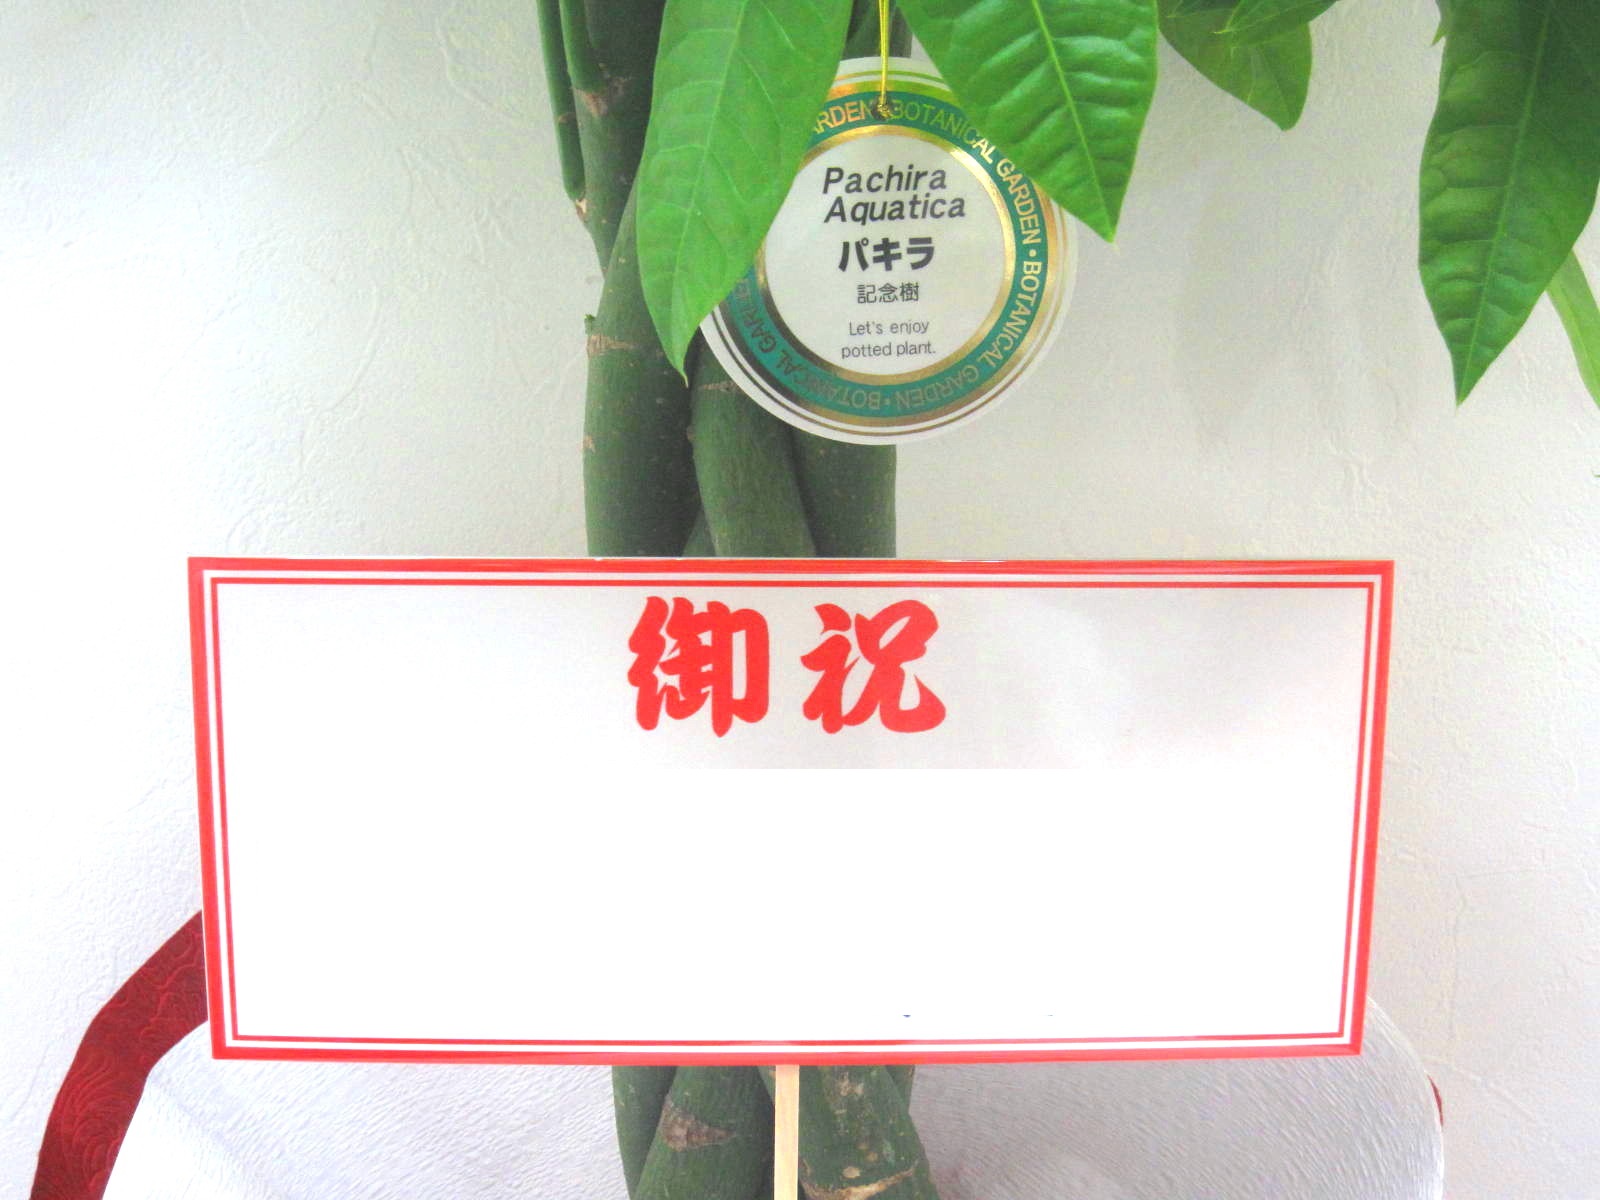 GARDEN • BOTANICAL GARDEN • BOTANICAL GARDEN • BOTANICAL GARDEN
Pachira
Aquatica
パキラ
記念樹
Let's enjoy
potted plant.
御祝